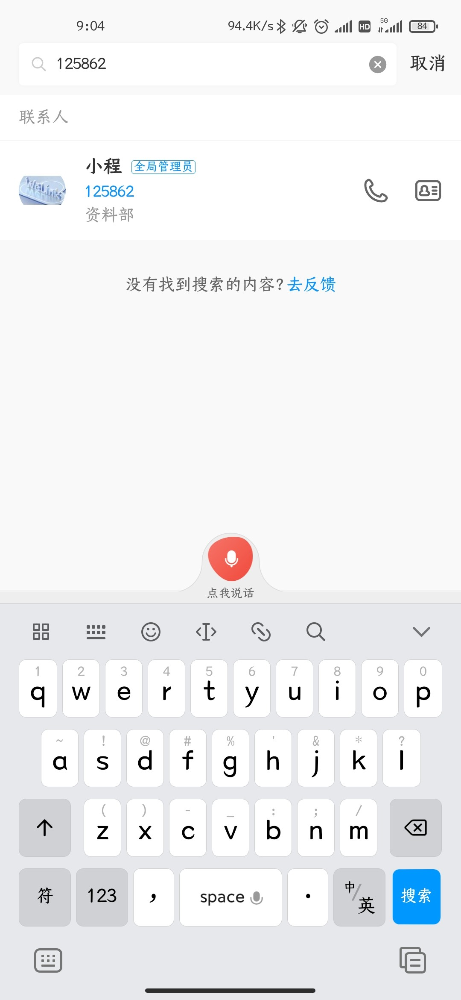 9:04 94.4K/s HD 5G 84
125862 取消
联系人
小程 全局管理员
WeLink
125862
资料部
没有找到搜索的内容?去反馈
点我说话
1 2 3 4 5 6 7 8 9 0
q w e r t y u i o p
~ ! @ # % ' & * ?
a s d f g h j k l
( ) - _ : ; /
z x c v b n m
符 123 , space . 中/英 搜索